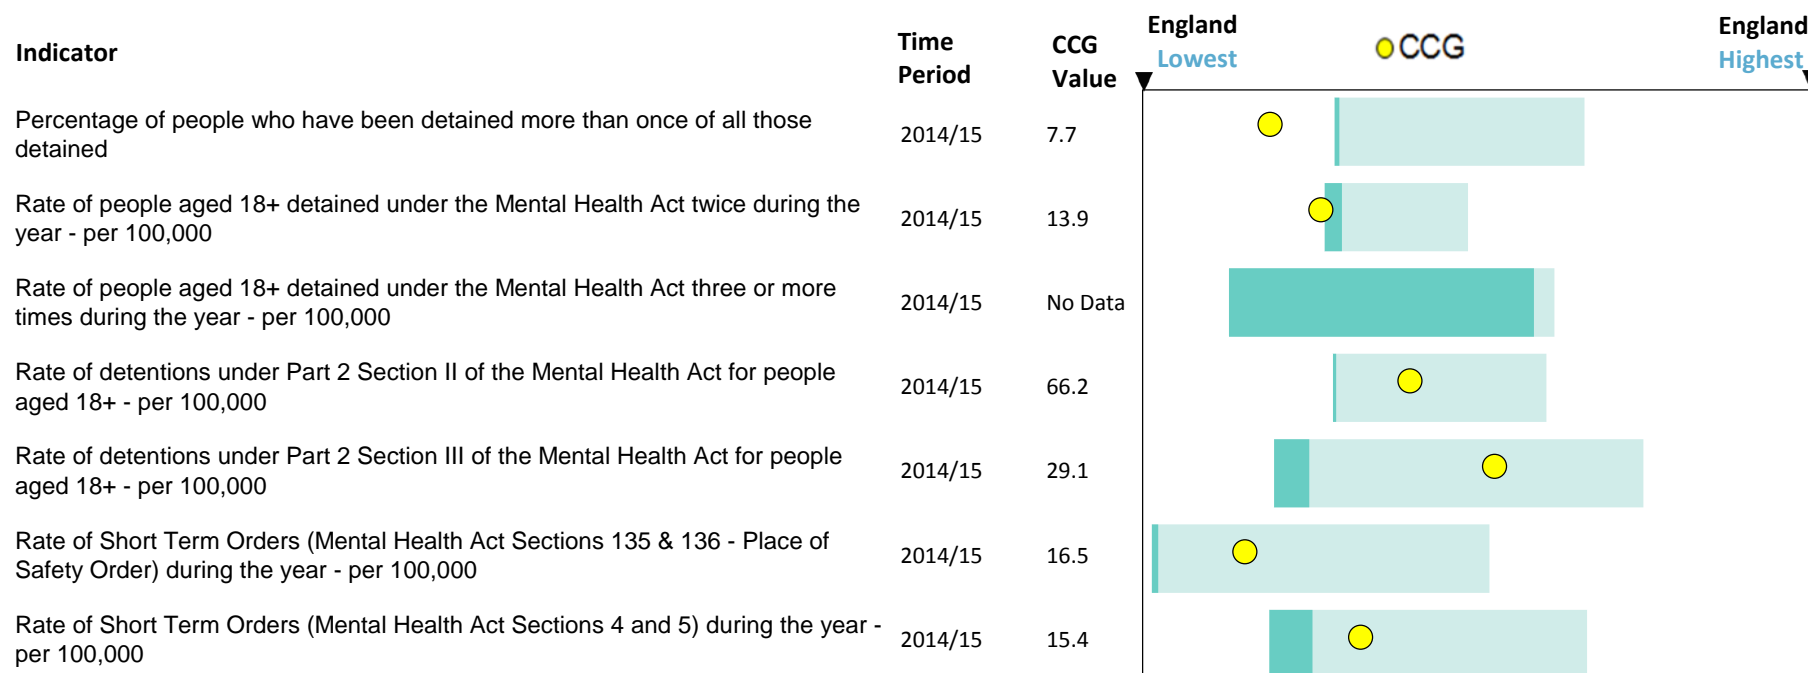 Indicator
Time Period
CCG Value
England Lowest
CCG
England Highest
Percentage of people who have been detained more than once of all those
detained
2014/15
7.7
Rate of people aged 18+ detained under the Mental Health Act twice during the
year - per 100,000
2014/15
13.9
Rate of people aged 18+ detained under the Mental Health Act three or more
times during the year - per 100,000
2014/15
No Data
Rate of detentions under Part 2 Section II of the Mental Health Act for people
aged 18+ - per 100,000
2014/15
66.2
Rate of detentions under Part 2 Section III of the Mental Health Act for people
aged 18+ - per 100,000
2014/15
29.1
Rate of Short Term Orders (Mental Health Act Sections 135 & 136 - Place of
Safety Order) during the year - per 100,000
2014/15
16.5
Rate of Short Term Orders (Mental Health Act Sections 4 and 5) during the year -
per 100,000
2014/15
15.4